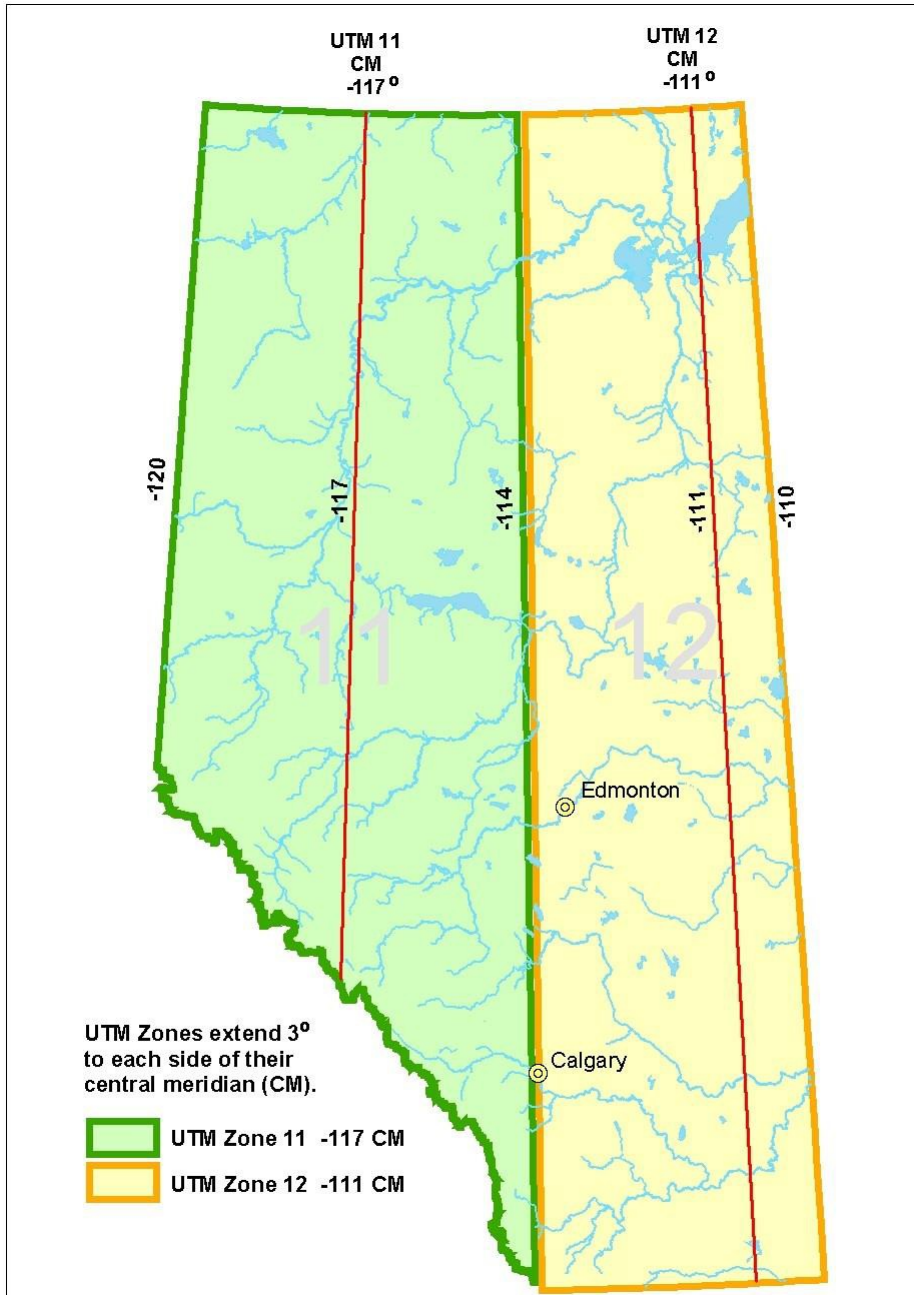 UTM 11
CM
-117 o
UTM 12
CM
-111 o
-120
-117
-114
-111
-110
11
12
Edmonton
Calgary
UTM Zones extend 3o
to each side of their
central meridian (CM).
UTM Zone 11 -117 CM
UTM Zone 12 -111 CM